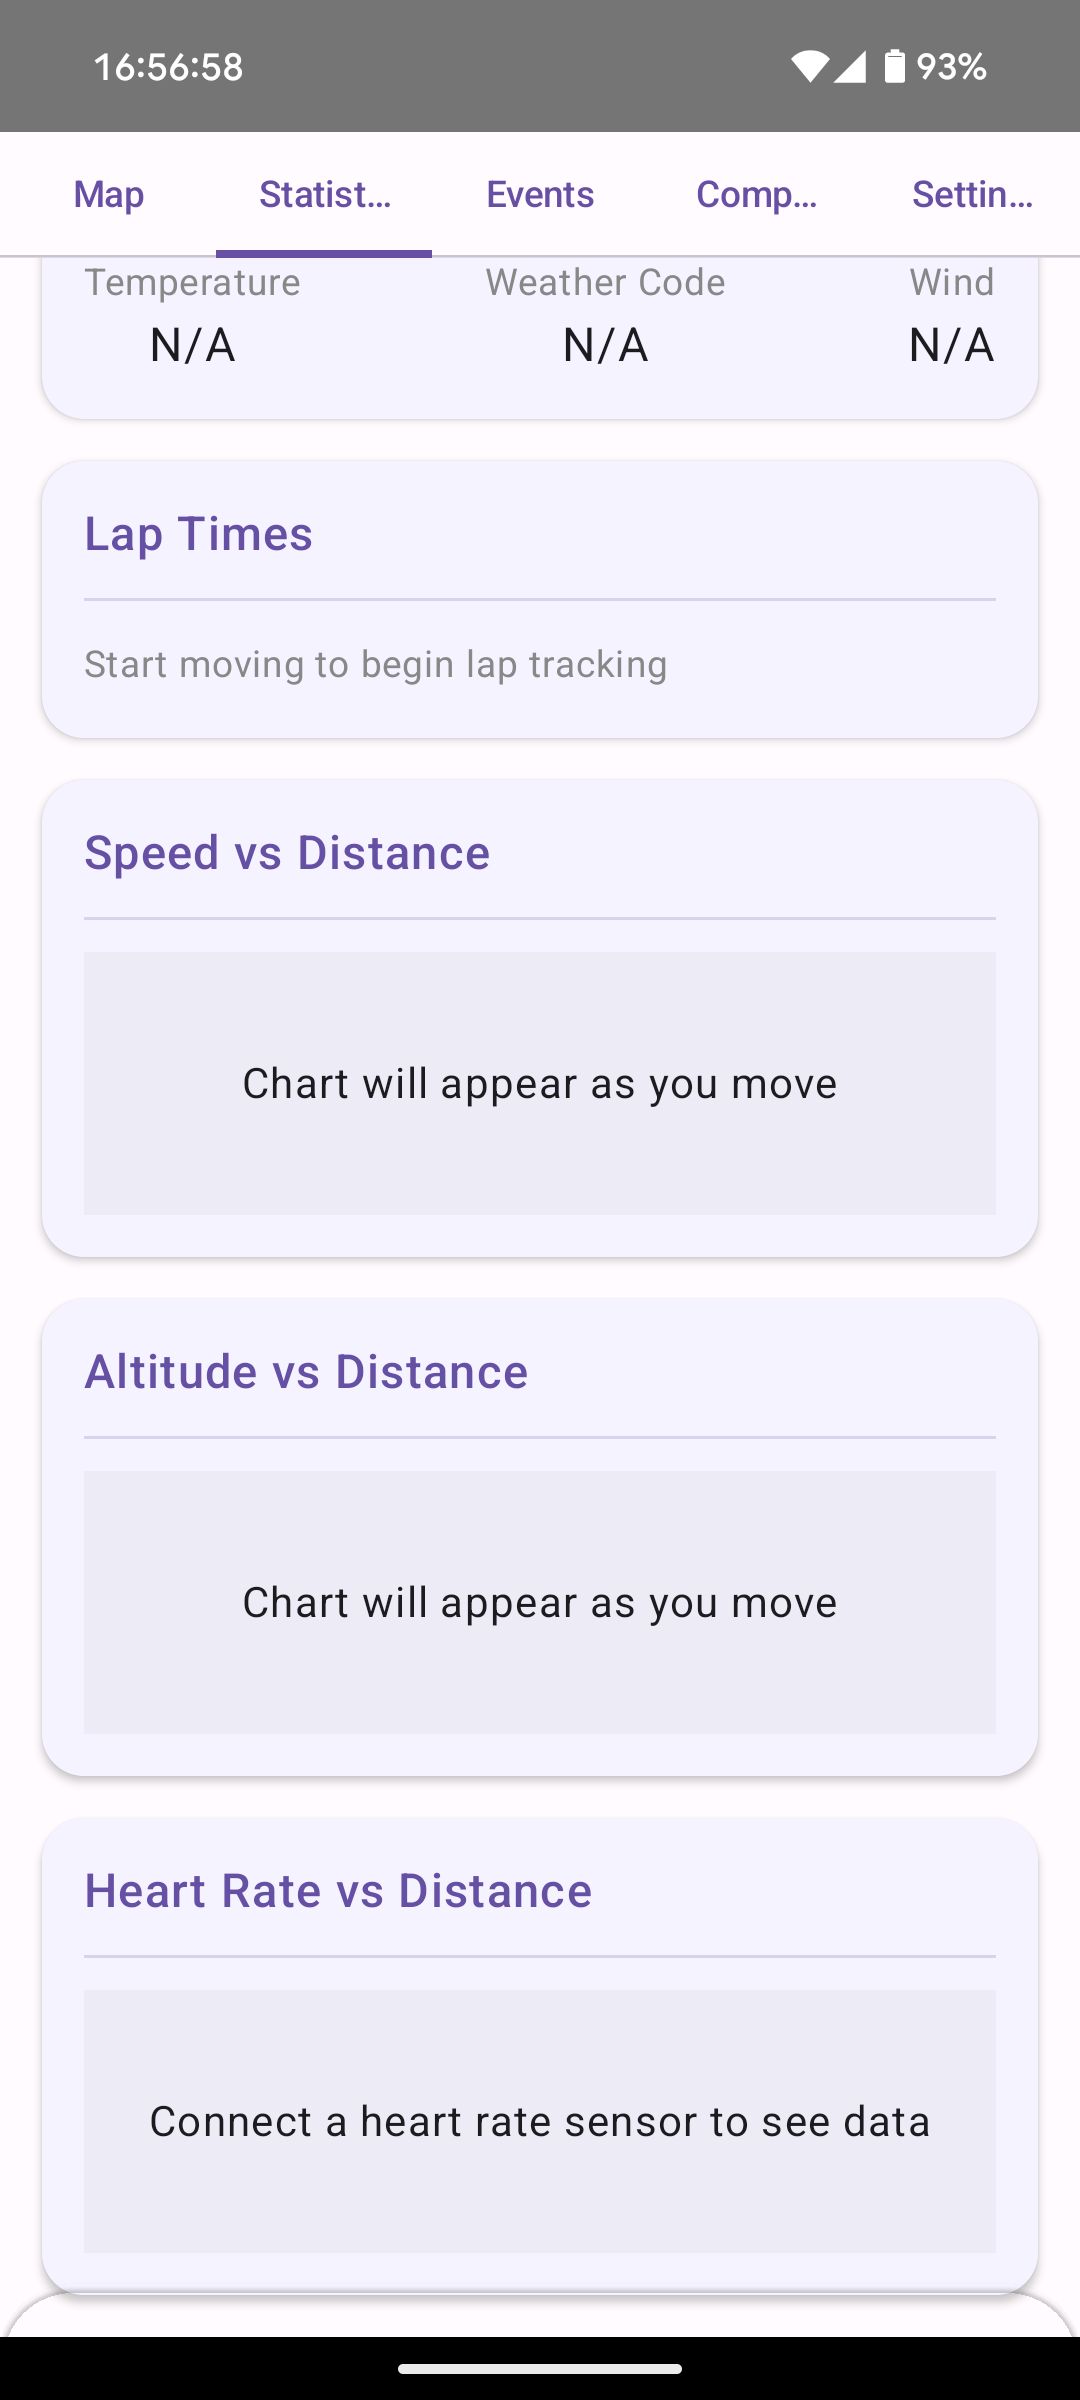 16:56:58 93%
Map Statist... Events Comp... Settin...
Temperature Weather Code Wind
N/A N/A N/A
Lap Times
Start moving to begin lap tracking
Speed vs Distance
Chart will appear as you move
Altitude vs Distance
Chart will appear as you move
Heart Rate vs Distance
Connect a heart rate sensor to see data